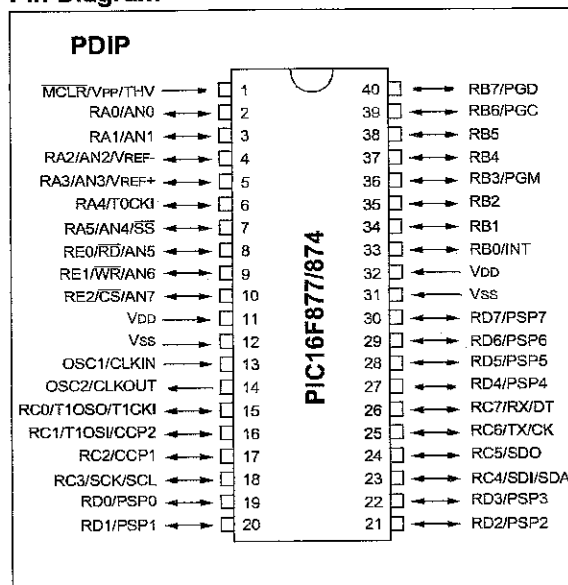 Pin Diagram
PDIP
MCLR/VPP/THV 1
RA0/AN0 2
RA1/AN1 3
RA2/AN2/VREF- 4
RA3/AN3/VREF+ 5
RA4/T0CKI 6
RA5/AN4/SS 7
RE0/RD/AN5 8
RE1/WR/AN6 9
RE2/CS/AN7 10
VDD 11
VSS 12
OSC1/CLKIN 13
OSC2/CLKOUT 14
RC0/T1OSO/T1CKI 15
RC1/T1OSI/CCP2 16
RC2/CCP1 17
RC3/SCK/SCL 18
RD0/PSP0 19
RD1/PSP1 20
PIC16F877/874
40 RB7/PGD
39 RB6/PGC
38 RB5
37 RB4
36 RB3/PGM
35 RB2
34 RB1
33 RB0/INT
32 VDD
31 VSS
30 RD7/PSP7
29 RD6/PSP6
28 RD5/PSP5
27 RD4/PSP4
26 RC7/RX/DT
25 RC6/TX/CK
24 RC5/SDO
23 RC4/SDI/SDA
22 RD3/PSP3
21 RD2/PSP2